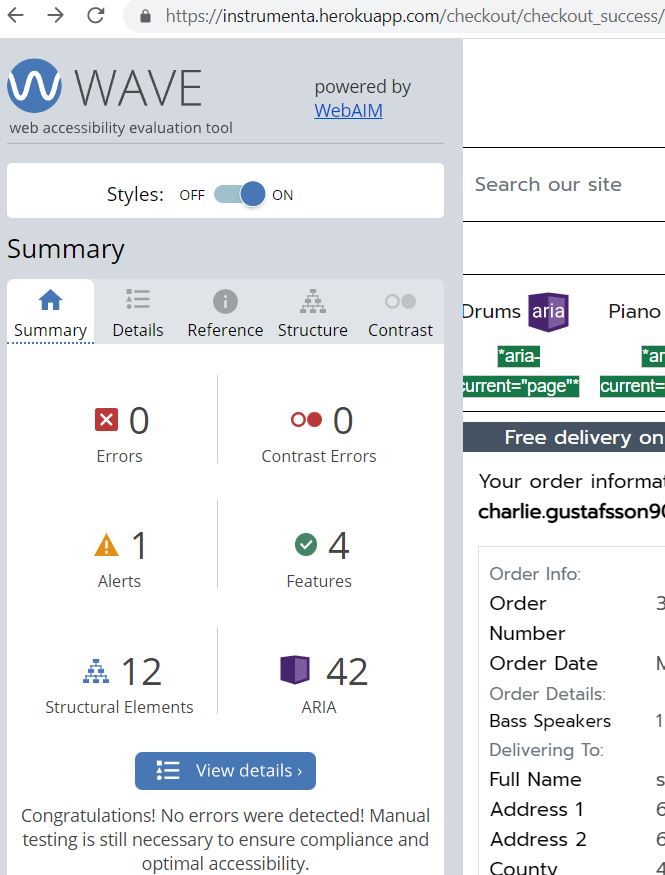 https://instrumenta.herokuapp.com/checkout/checkout_success/
WAVE
web accessibility evaluation tool
powered by
WebAIM
Styles: OFF ON
Summary
Summary Details Reference Structure Contrast
0 0
Errors Contrast Errors
1 4
Alerts Features
12 42
Structural Elements ARIA
View details ›
Congratulations! No errors were detected! Manual
testing is still necessary to ensure compliance and
optimal accessibility.
Search our site
Drums aria Piano
*aria- *ar
current="page"* current=
Free delivery on
Your order informat
charlie.gustafsson90
Order Info:
Order 3
Number
Order Date M
Order Details:
Bass Speakers 1
Delivering To:
Full Name s
Address 1 6
Address 2 6
County 4